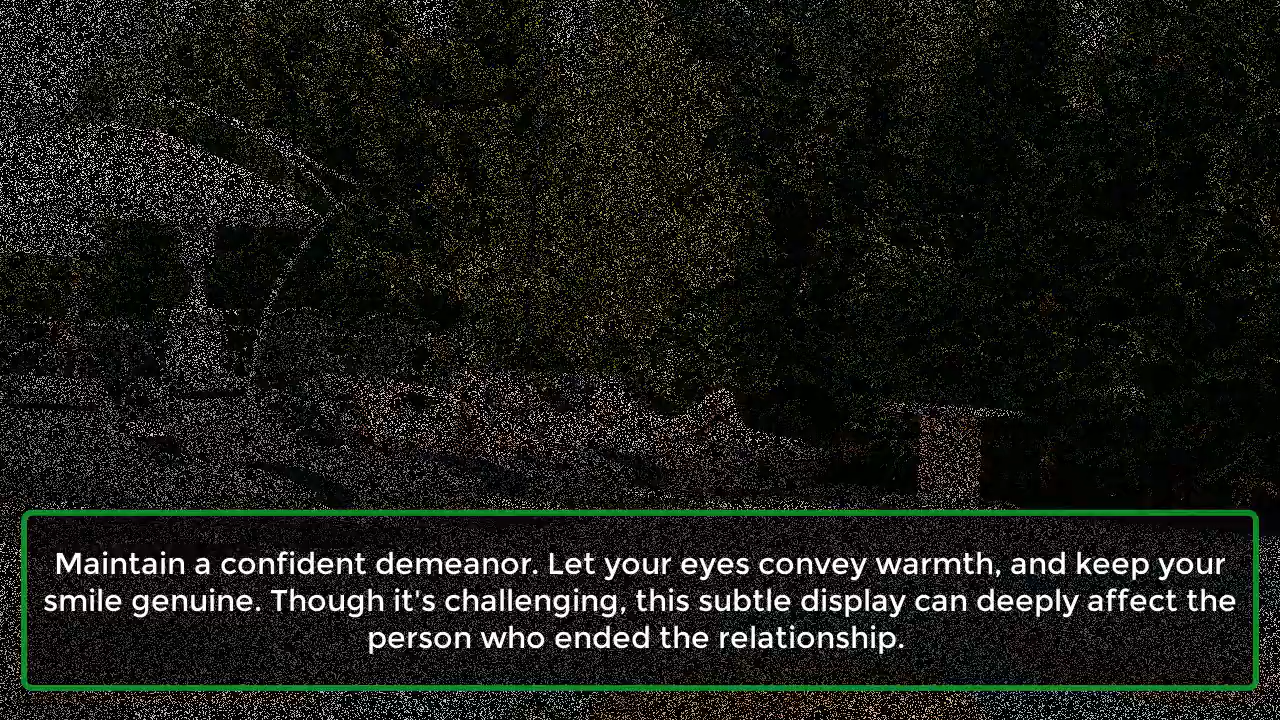 Maintain a confident demeanor. Let your eyes convey warmth, and keep your
smile genuine. Though it's challenging, this subtle display can deeply affect the
person who ended the relationship.